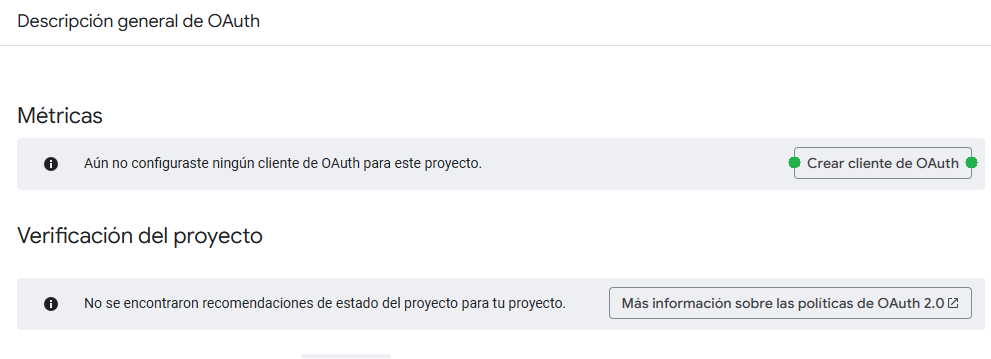 Descripción general de OAuth
Métricas
Aún no configuraste ningún cliente de OAuth para este proyecto.
Crear cliente de OAuth
Verificación del proyecto
No se encontraron recomendaciones de estado del proyecto para tu proyecto.
Más información sobre las políticas de OAuth 2.0